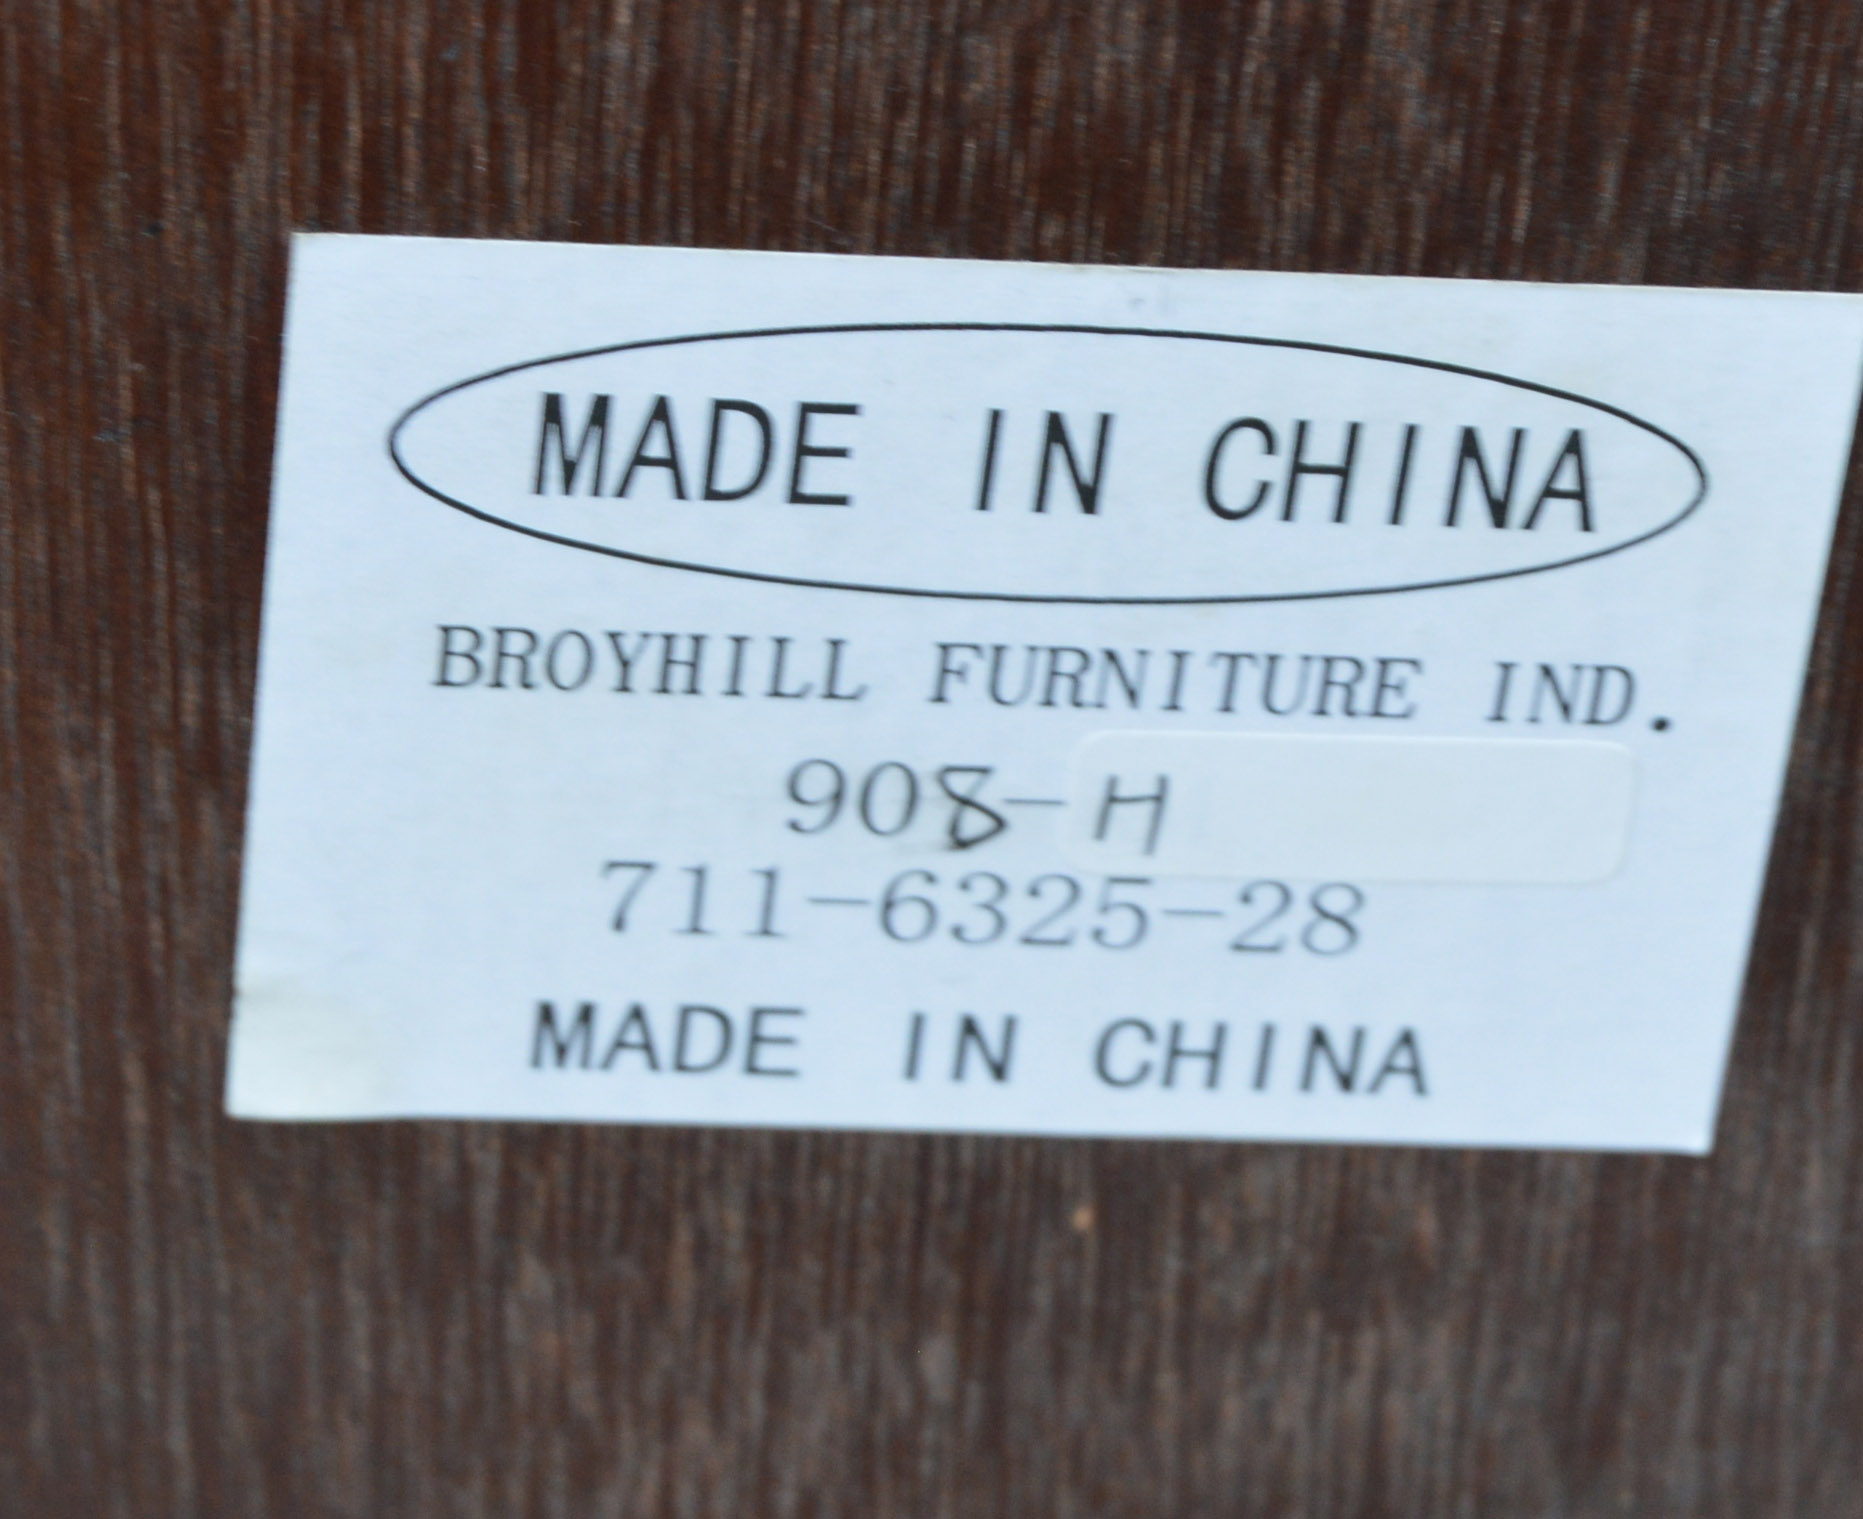 MADE IN CHINA
BROYHILL FURNITURE IND.
908-H
711-6325-28
MADE IN CHINA